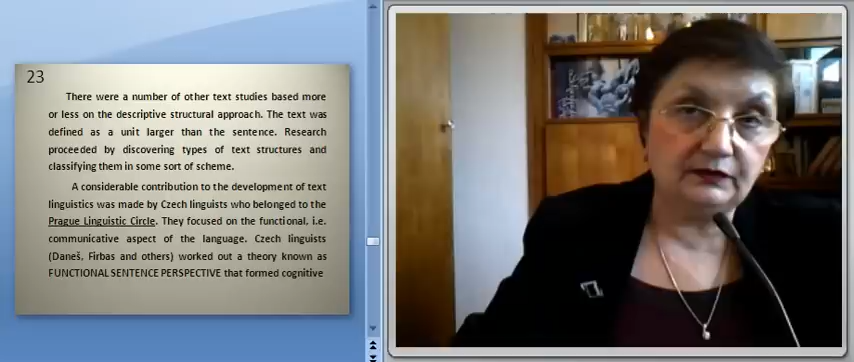 23
There were a number of other text studies based more
or less on the descriptive structural approach. The text was
defined as a unit larger than the sentence. Research
proceeded by discovering types of text structures and
classifying them in some sort of scheme.
A considerable contribution to the development of text
linguistics was made by Czech linguists who belonged to the
Prague Linguistic Circle. They focused on the functional, i.e.
communicative aspect of the language. Czech linguists
(Daneš, Firbas and others) worked out a theory known as
FUNCTIONAL SENTENCE PERSPECTIVE that formed cognitive